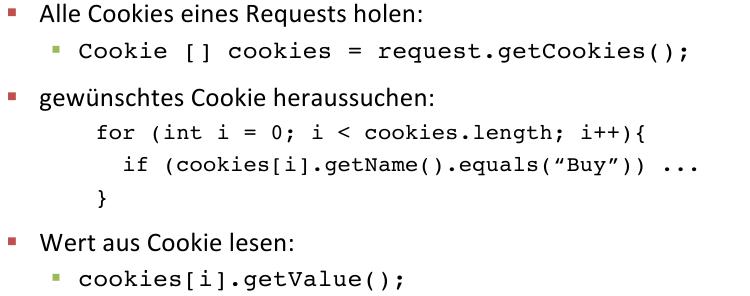 Alle Cookies eines Requests holen:
Cookie [] cookies = request.getCookies();
gewünschtes Cookie heraussuchen:
for (int i = 0; i < cookies.length; i++){
if (cookies[i].getName().equals(“Buy”)) ...
}
Wert aus Cookie lesen:
cookies[i].getValue();